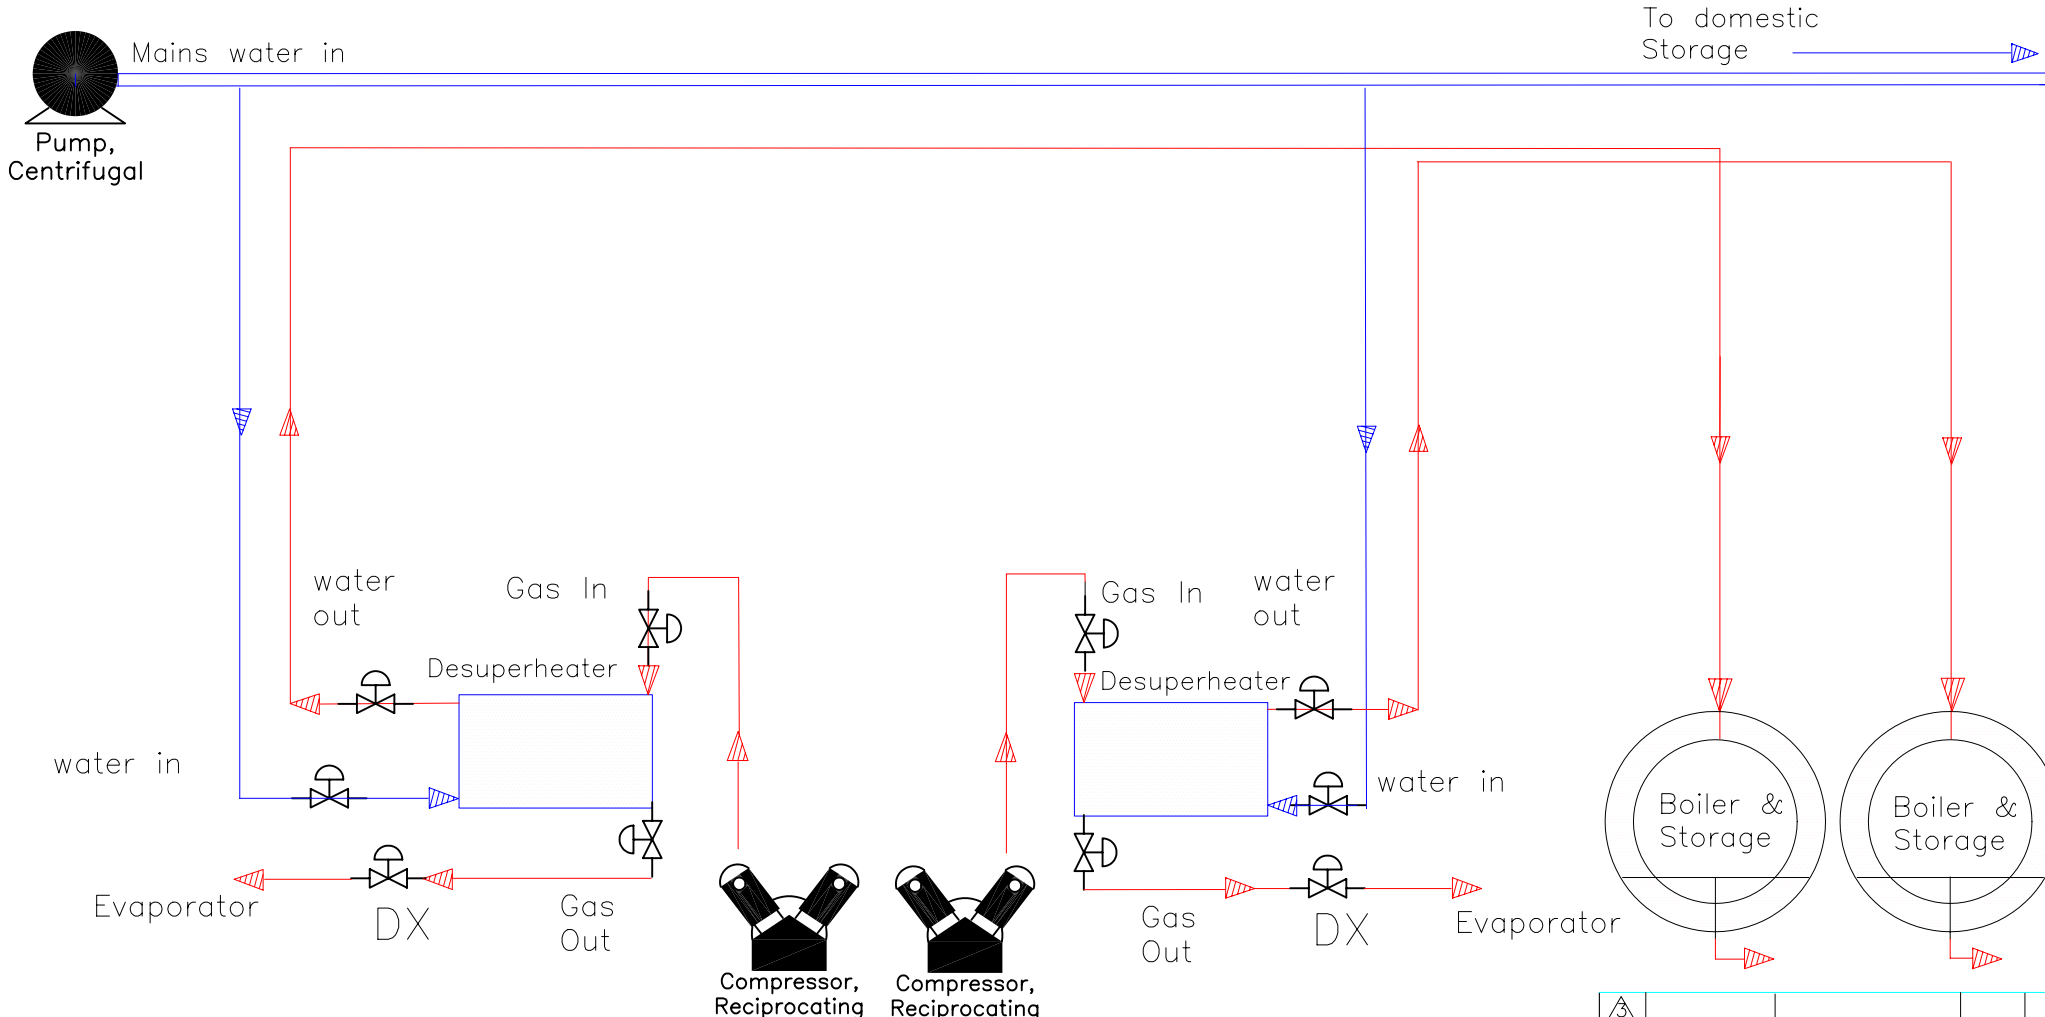 To domestic
Storage
Mains water in
Pump,
Centrifugal
water
out
Gas In
Desuperheater
water in
Evaporator
DX
Gas
Out
Compressor,
Reciprocating
Gas In
water
out
Desuperheater
water in
Gas
Out
DX
Evaporator
Compressor,
Reciprocating
Boiler &
Storage
Boiler &
Storage
3